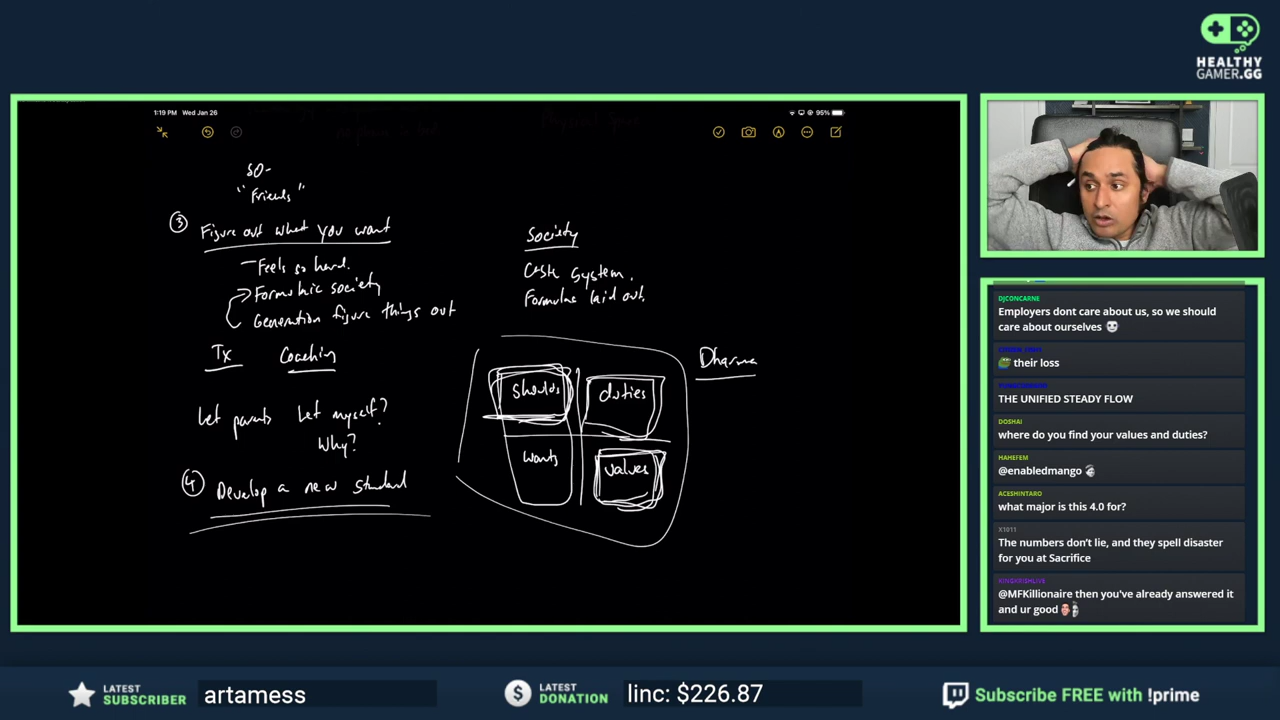 HEALTHY
GAMER.GG
1:19 PM Wed Jan 26
95%
SO-
"Friends"
③ Figure out what you want
Society
- Feels so hard.
Caste System.
Formulaic society
Formulae laid out.
Generation figure things out
Tx Coaching
Dharma
shoulds duties
wants values
Let parents Let myself?
Why?
④ Develop a new standard
DJCONCARNE
Employers dont care about us, so we should
care about ourselves
their loss
THE UNIFIED STEADY FLOW
DOSHAI
where do you find your values and duties?
HAHEFEM
@enabledmango
ACESHINTARO
what major is this 4.0 for?
X1011
The numbers don't lie, and they spell disaster
for you at Sacrifice
@MFKillionaire then you've already answered it
and ur good
LATEST
SUBSCRIBER
artamess
LATEST
DONATION
linc: $226.87
Subscribe FREE with !prime